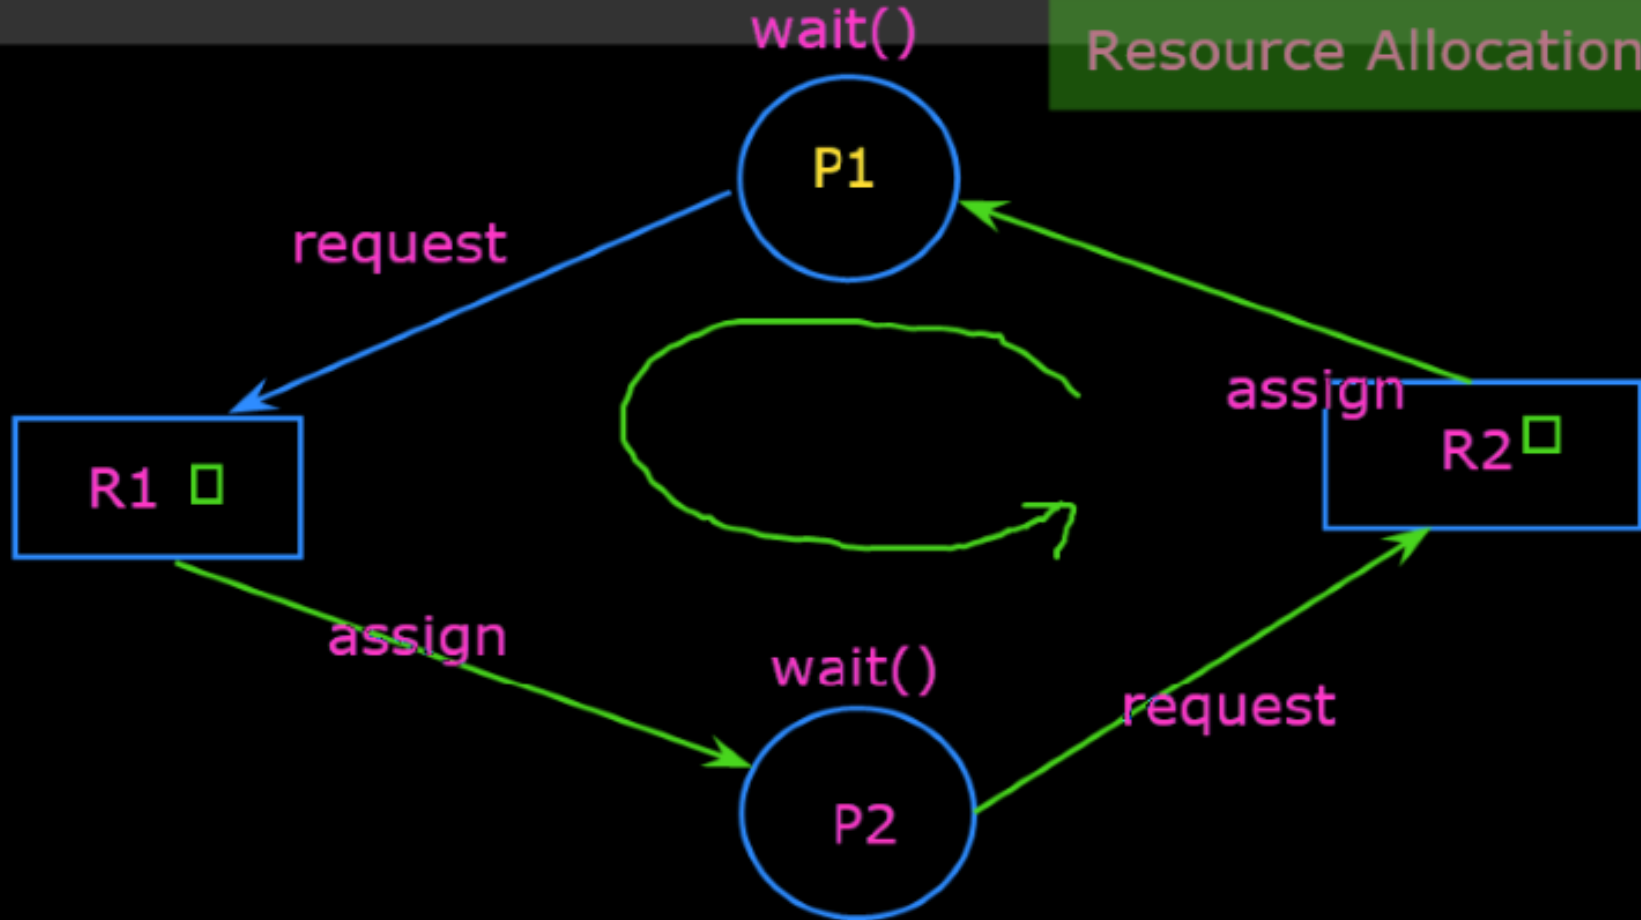 wait()
Resource Allocation
P1
request
assign
R1
R2
assign
wait()
request
P2